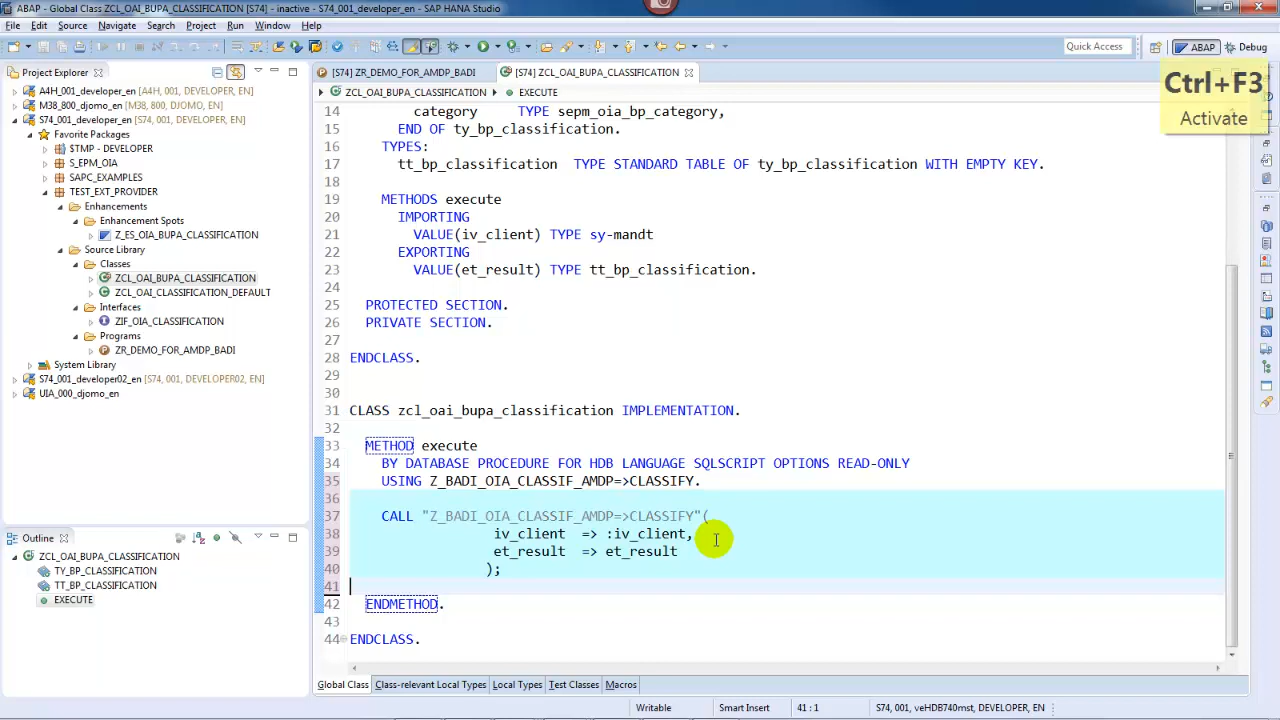 ABAP - Global Class ZCL_OAI_BUPA_CLASSIFICATION [S74] - inactive - S74_001_developer_en - SAP HANA Studio
File Edit Source Navigate Search Project Run Window Help
Quick Access
ABAP
Debug
Ctrl+F3
Activate
Project Explorer
A4H_001_developer_en [A4H, 001, DEVELOPER, EN]
M38_800_djomo_en [M38, 800, DJOMO, EN]
S74_001_developer_en [S74, 001, DEVELOPER, EN]
Favorite Packages
$TMP - DEVELOPER
S_EPM_OIA
SAPC_EXAMPLES
TEST_EXT_PROVIDER
Enhancements
Enhancement Spots
Z_ES_OIA_BUPA_CLASSIFICATION
Source Library
Classes
ZCL_OAI_BUPA_CLASSIFICATION
ZCL_OAI_CLASSIFICATION_DEFAULT
Interfaces
ZIF_OIA_CLASSIFICATION
Programs
ZR_DEMO_FOR_AMDP_BADI
System Library
S74_001_developer02_en [S74, 001, DEVELOPER02, EN]
UIA_000_djomo_en
Outline
ZCL_OAI_BUPA_CLASSIFICATION
TY_BP_CLASSIFICATION
TT_BP_CLASSIFICATION
EXECUTE
[S74] ZR_DEMO_FOR_AMDP_BADI
[S74] ZCL_OAI_BUPA_CLASSIFICATION
ZCL_OAI_BUPA_CLASSIFICATION EXECUTE
14 category TYPE sepm_oia_bp_category,
15 END OF ty_bp_classification.
16 TYPES:
17 tt_bp_classification TYPE STANDARD TABLE OF ty_bp_classification WITH EMPTY KEY.
18
19 METHODS execute
20 IMPORTING
21 VALUE(iv_client) TYPE sy-mandt
22 EXPORTING
23 VALUE(et_result) TYPE tt_bp_classification.
24
25 PROTECTED SECTION.
26 PRIVATE SECTION.
27
28 ENDCLASS.
29
30
31 CLASS zcl_oai_bupa_classification IMPLEMENTATION.
32
33 METHOD execute
34 BY DATABASE PROCEDURE FOR HDB LANGUAGE SQLSCRIPT OPTIONS READ-ONLY
35 USING Z_BADI_OIA_CLASSIF_AMDP=>CLASSIFY.
36
37 CALL "Z_BADI_OIA_CLASSIF_AMDP=>CLASSIFY"(
38 iv_client => :iv_client,
39 et_result => et_result
40 );
41
42 ENDMETHOD.
43
44 ENDCLASS.
Global Class Class-relevant Local Types Local Types Test Classes Macros
Writable Smart Insert 41 : 1 S74, 001, veHDB740mst, DEVELOPER, EN